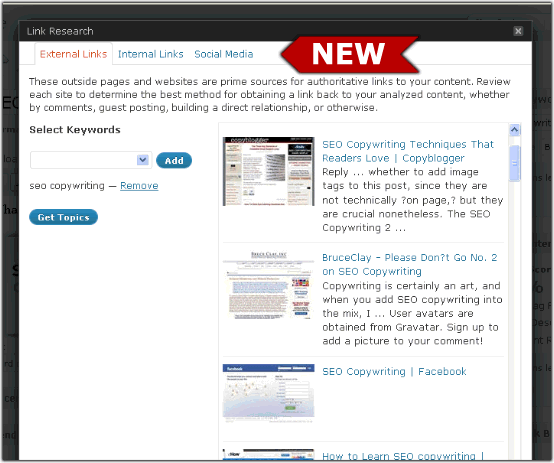 Link Research
External Links Internal Links Social Media
NEW
These outside pages and websites are prime sources for authoritative links to your content. Review
each site to determine the best method for obtaining a link back to your analyzed content, whether
by comments, guest posting, building a direct relationship, or otherwise.
Select Keywords
Add
seo copywriting — Remove
Get Topics
copyblogger
SEO Copywriting Techniques That
Readers Love | Copyblogger
Reply ... whether to add image
tags to this post, since they are
not technically ?on page,? but they
are crucial nonetheless. The SEO
Copywriting 2 ...
BRUCECLAY, INC
BruceClay - Please Don?t Go No. 2
on SEO Copywriting
Copywriting is certainly an art, and
when you add SEO copywriting into
the mix, I ... User avatars are
obtained from Gravatar. Sign up to
add a picture to your comment!
facebook
SEO Copywriting | Facebook
How to Learn SEO copywriting |